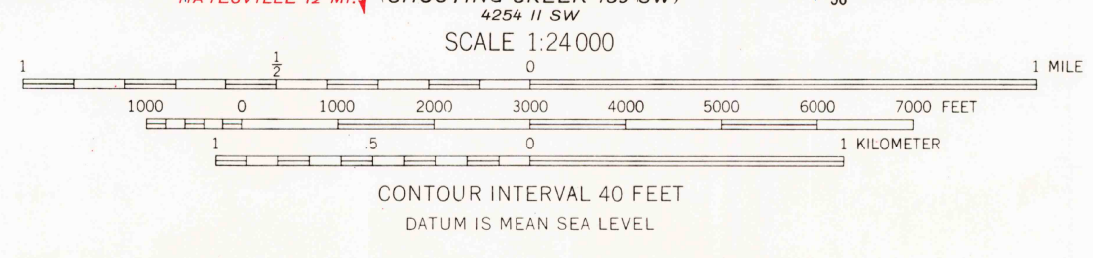 4254 II SW
SCALE 1:24 000
1 1/2 0 1 MILE
1000 0 1000 2000 3000 4000 5000 6000 7000 FEET
1 .5 0 1 KILOMETER
CONTOUR INTERVAL 40 FEET
DATUM IS MEAN SEA LEVEL